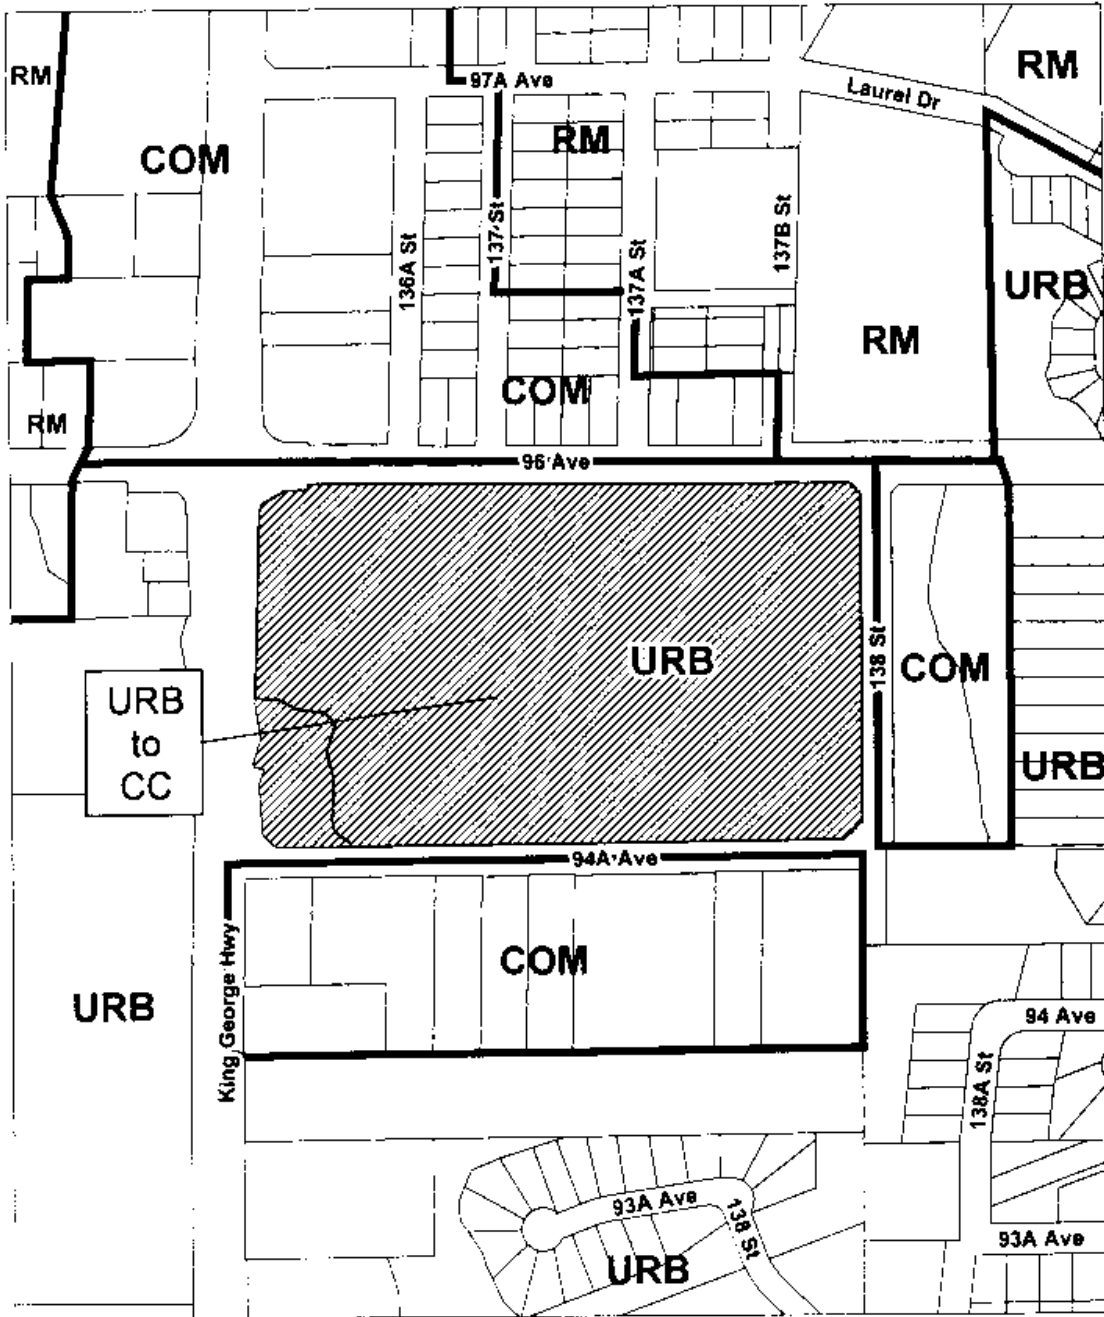 RM
97A Ave
RM
Laurel Dr
COM
RM
137 St
137B St
136A St
137A St
URB
RM
COM
RM
96 Ave
URB
138 St
COM
URB
to
CC
URB
94A Ave
COM
King George Hwy
URB
94 Ave
138A St
93A Ave
138 St
93A Ave
URB